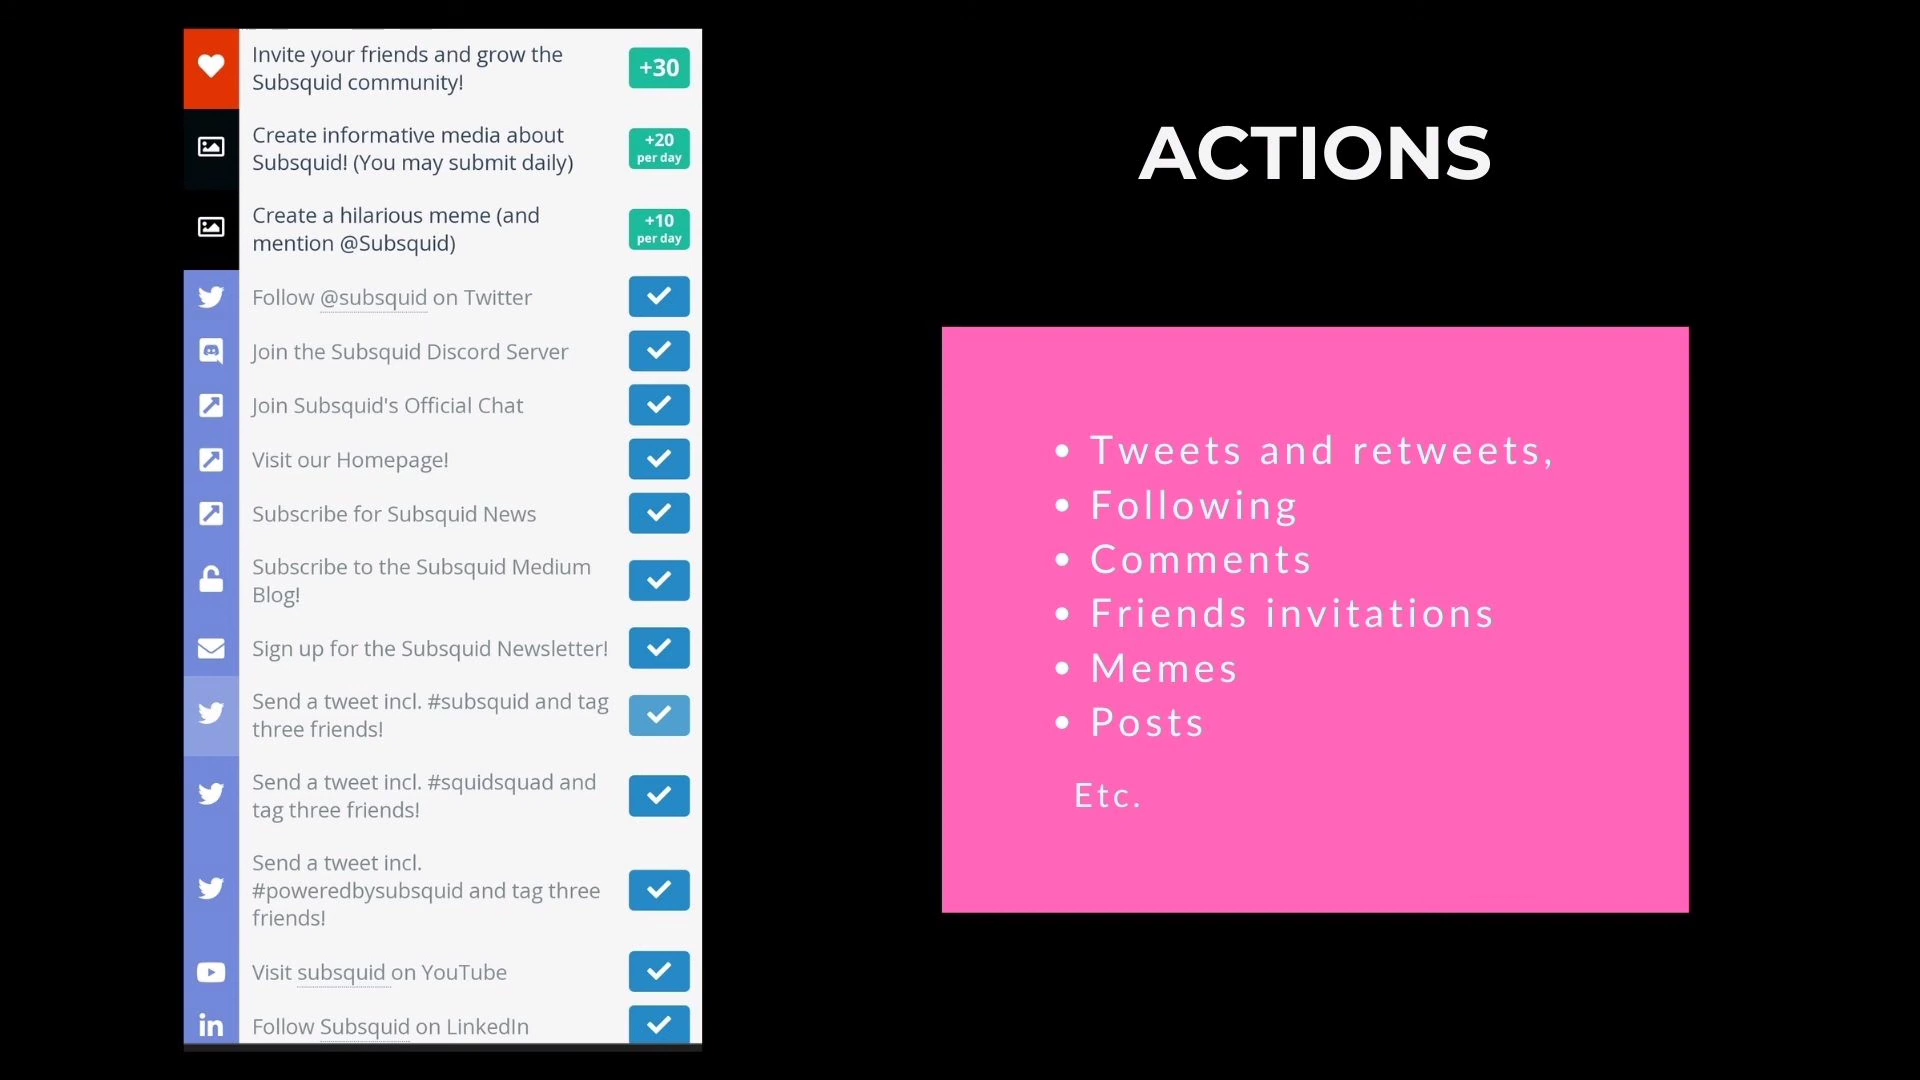 Invite your friends and grow the
Subsquid community!
+30
Create informative media about
Subsquid! (You may submit daily)
+20
per day
Create a hilarious meme (and
mention @Subsquid)
+10
per day
Follow @subsquid on Twitter
Join the Subsquid Discord Server
Join Subsquid's Official Chat
Visit our Homepage!
Subscribe for Subsquid News
Subscribe to the Subsquid Medium
Blog!
Sign up for the Subsquid Newsletter!
Send a tweet incl. #subsquid and tag
three friends!
Send a tweet incl. #squidsquad and
tag three friends!
Send a tweet incl.
#poweredbysubsquid and tag three
friends!
Visit subsquid on YouTube
Follow Subsquid on LinkedIn
ACTIONS
• Tweets and retweets,
• Following
• Comments
• Friends invitations
• Memes
• Posts
Etc.